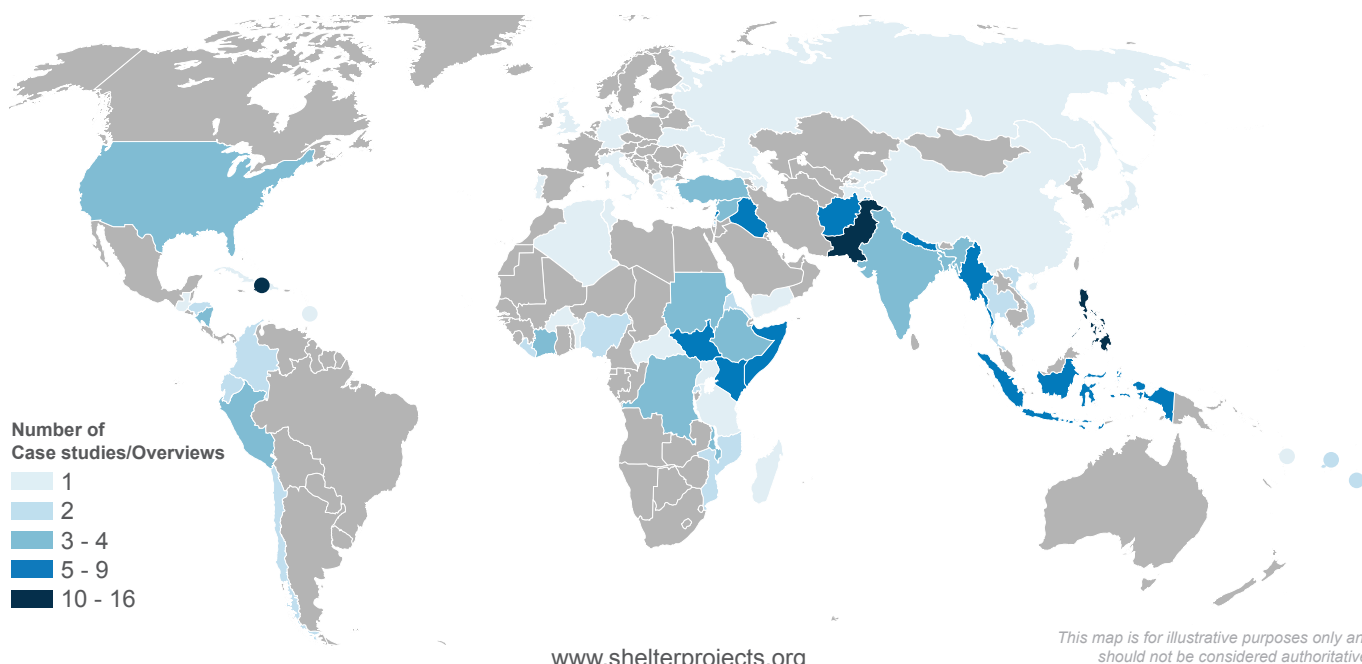 Number of
Case studies/Overviews
1
2
3 - 4
5 - 9
10 - 16
www.shelterprojects.org
This map is for illustrative purposes only an
should not be considered authoritative